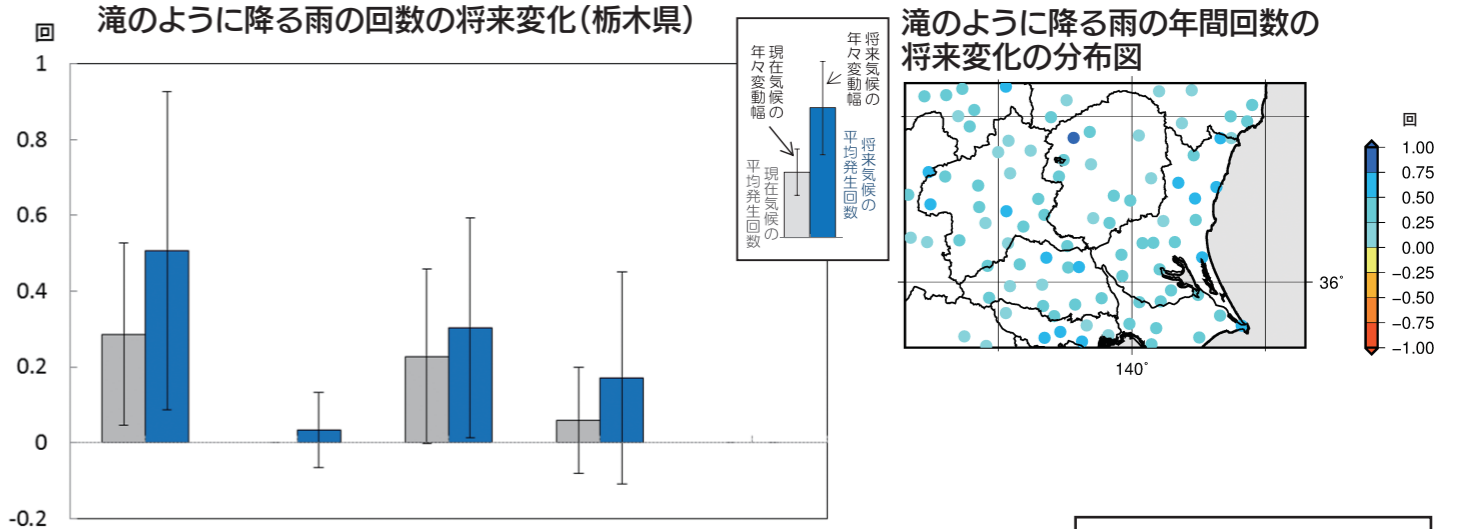 滝のように降る雨の回数の将来変化(栃木県)
回
1
0.8
0.6
0.4
0.2
0
-0.2
現在気候の
年々変動幅
将来気候の
年々変動幅
現在気候の
平均発生回数
将来気候の
平均発生回数
滝のように降る雨の年間回数の
将来変化の分布図
36°
140°
回
1.00
0.75
0.50
0.25
0.00
−0.25
−0.50
−0.75
−1.00